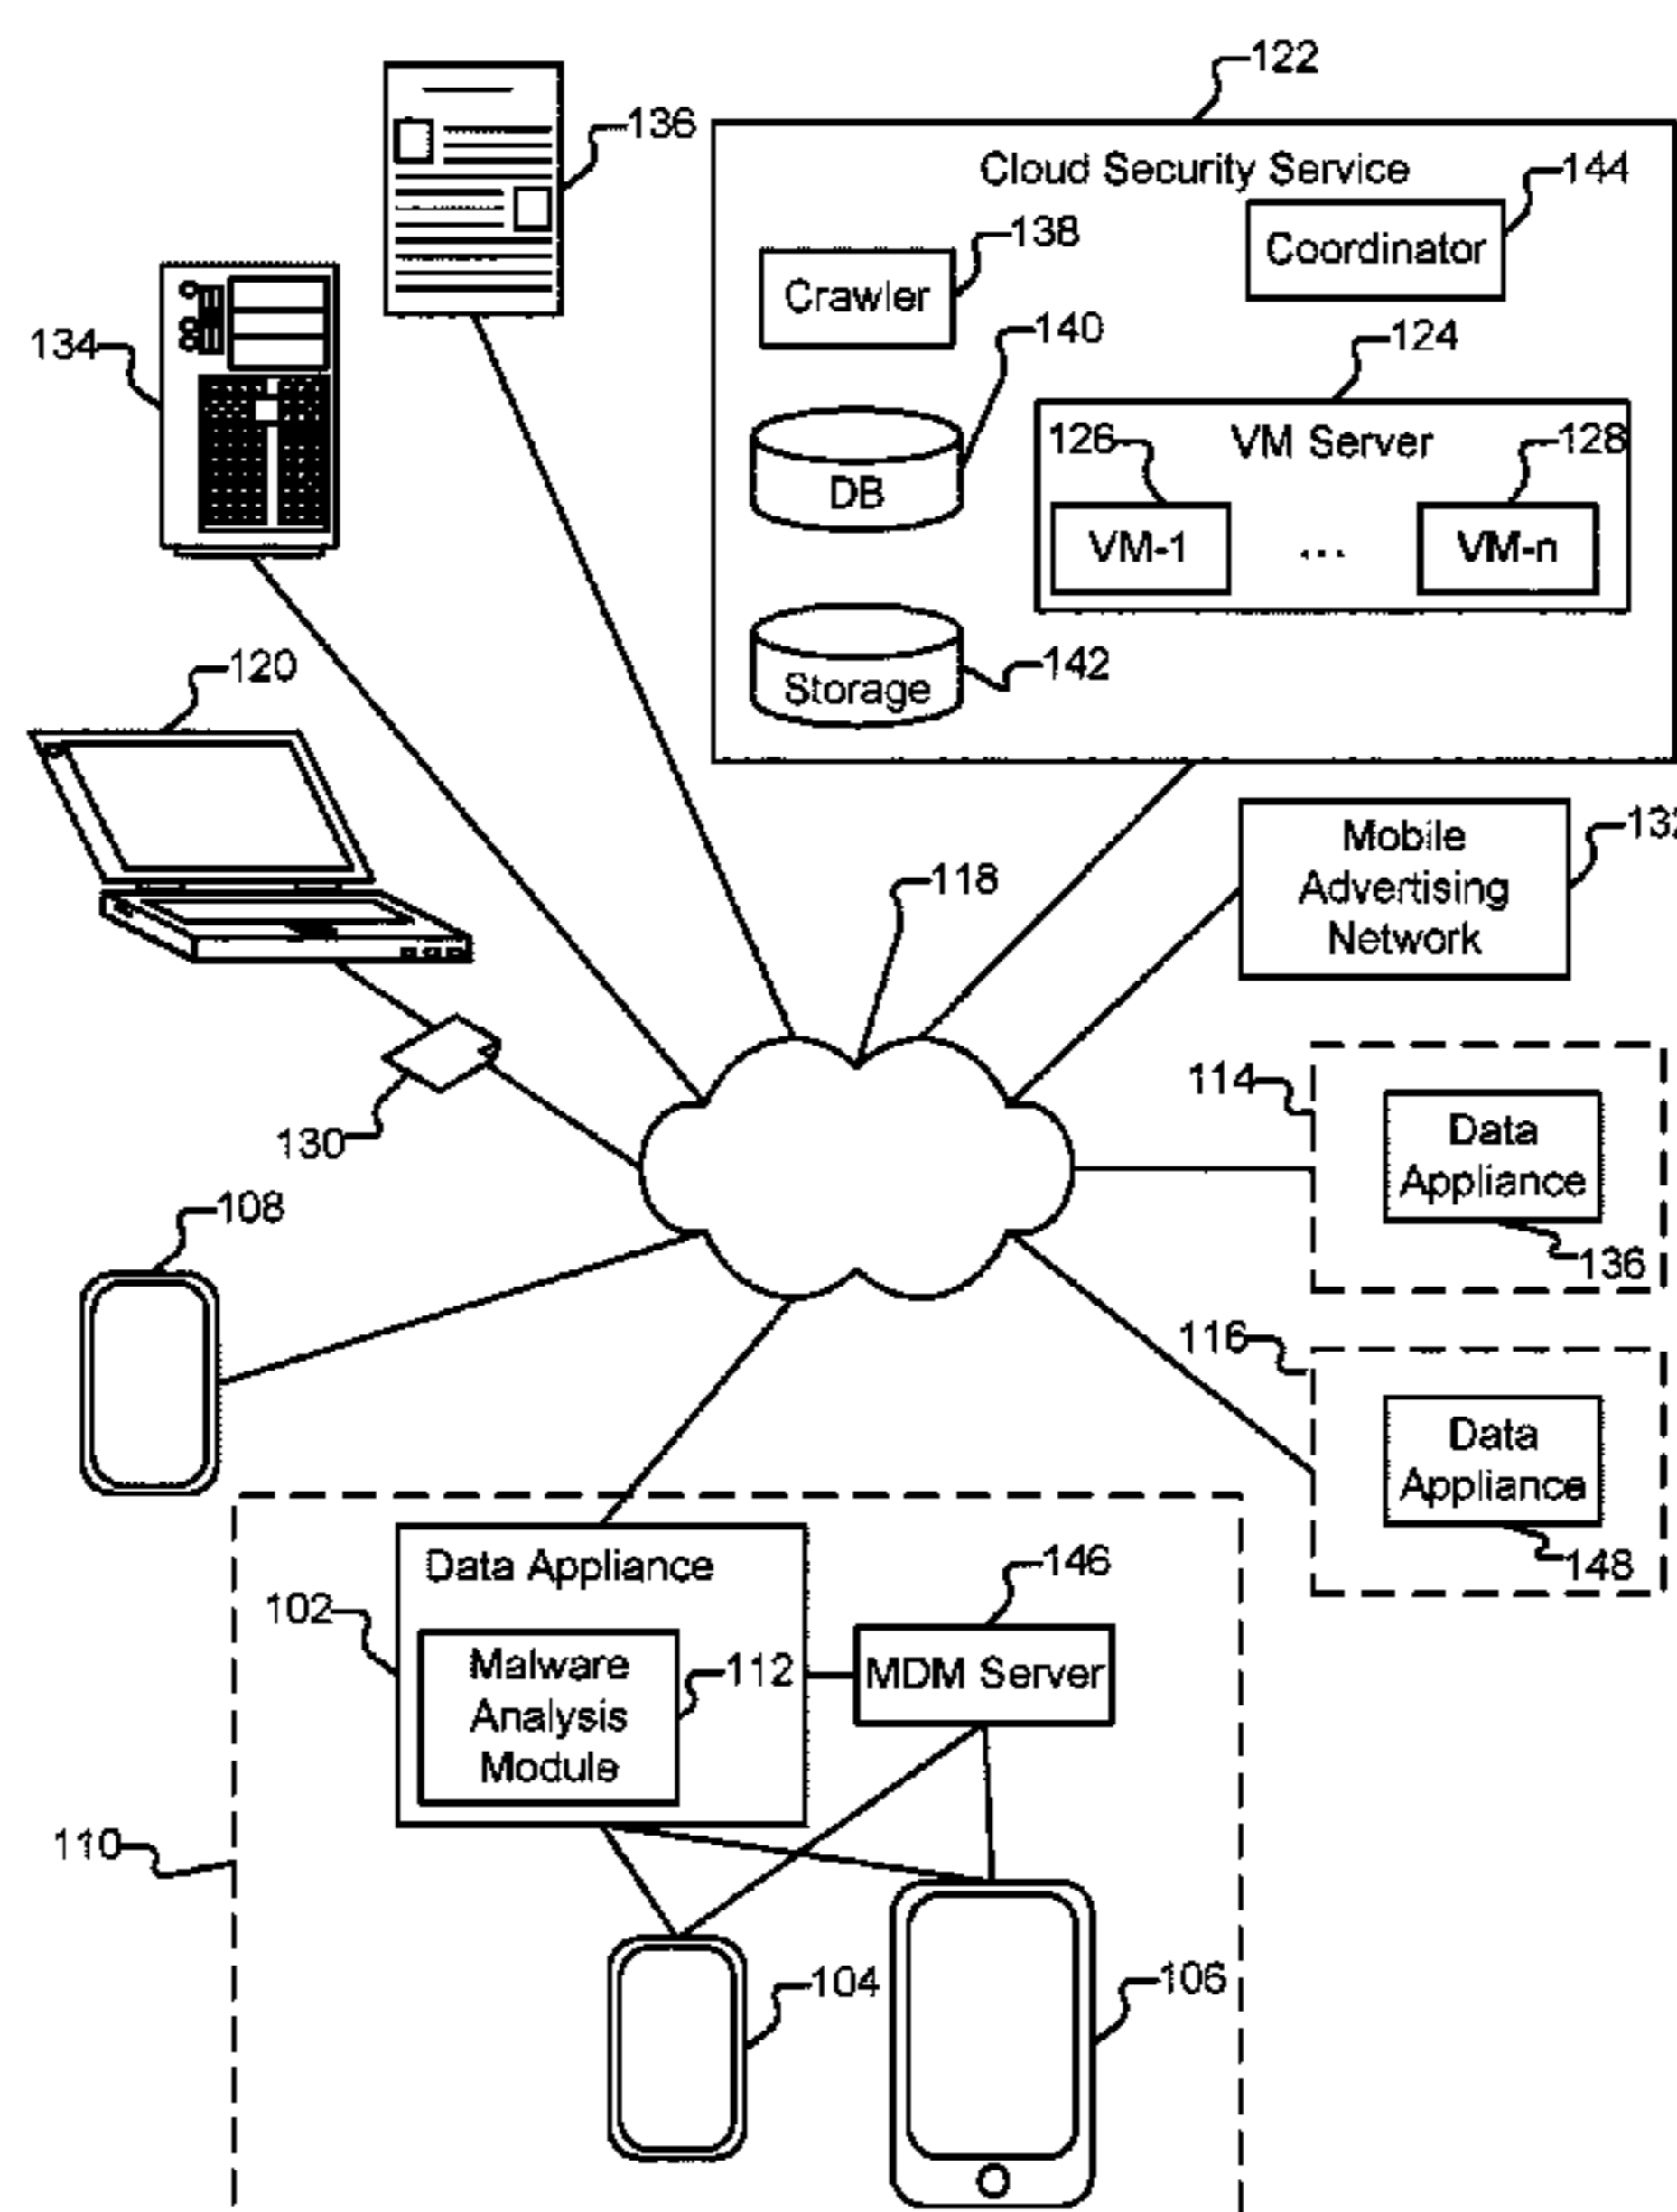 122
136
Cloud Security Service
144
138
Coordinator
Crawler
134
140
124
126
VM Server
128
DB
VM-1
...
VM-n
120
142
Storage
Mobile
Advertising
Network
132
118
114
Data
Appliance
136
130
108
116
Data
Appliance
148
Data Appliance
146
102
Malware
Analysis
Module
112
MDM Server
110
104
106